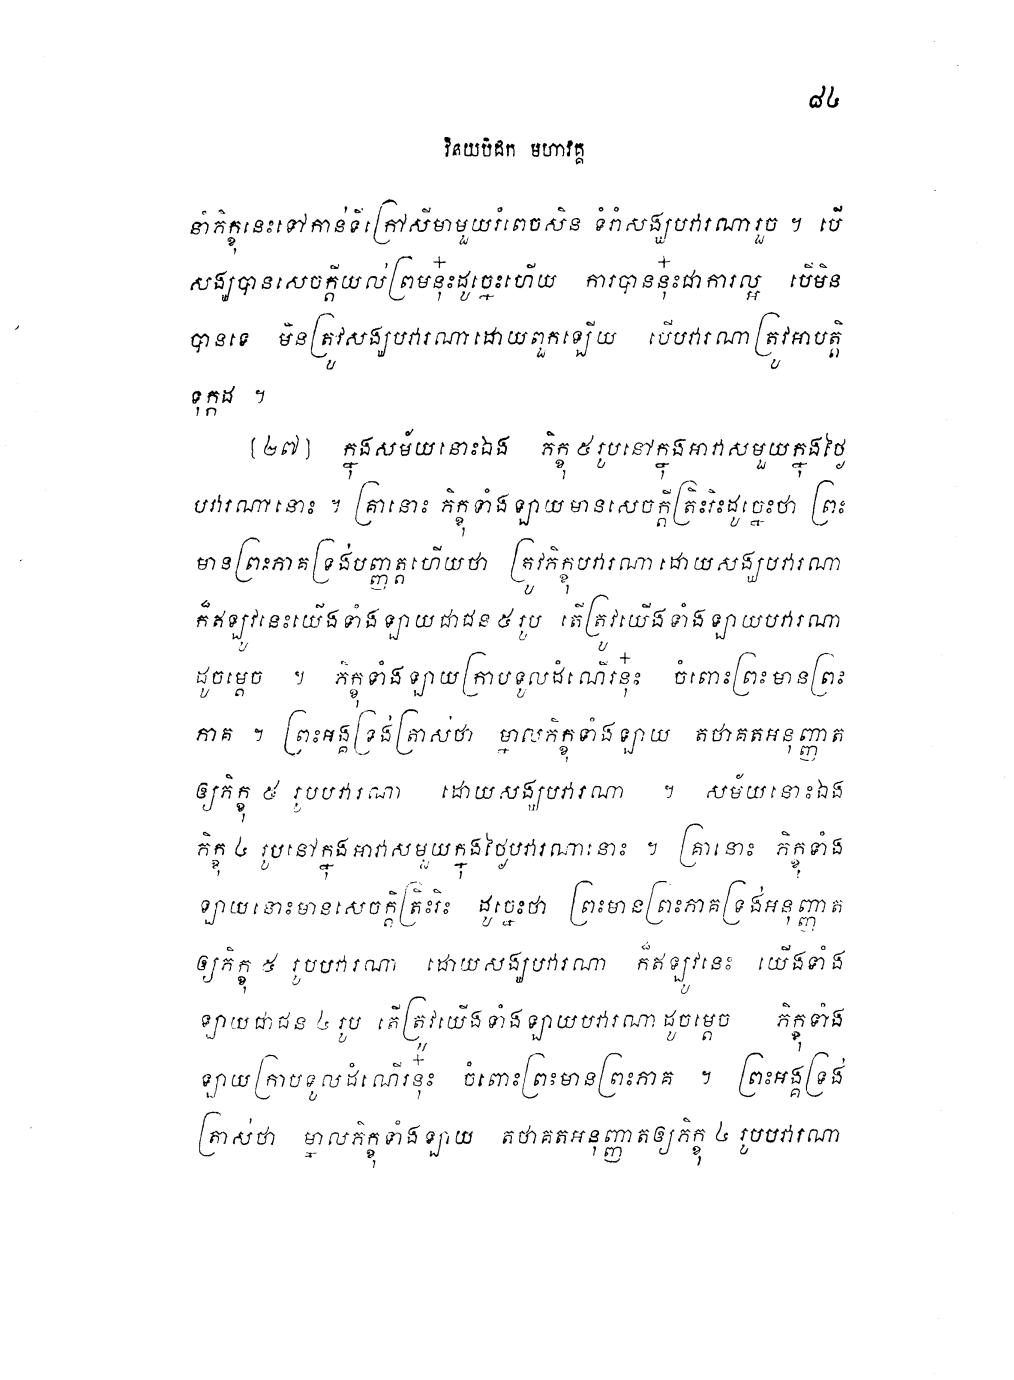 ៨៤
វិនយបិដក មហាវគ្គ
នាំភិក្ខុនេះទៅកាន់ទីក្រៅសីមាមួយរំពេចសិន ទំរាំសង្ឃបវារណារួច ។ បើ
សង្ឃបានសេចក្តីយល់ព្រមនុ៎ះដូច្នេះហើយ ការបាននុ៎ះជាការល្អ បើមិន
បានទេ មិនត្រូវសង្ឃបវារណាដោយពួកឡើយ បើបវារណាត្រូវអាបត្តិ
ទុក្កដ ។
[២៧] ក្នុងសម័យនោះឯង ភិក្ខុ ៥ រូបនៅក្នុងអាវាសមួយក្នុងថ្ងៃ
បវារណានោះ ។ គ្រានោះ ភិក្ខុទាំងឡាយមានសេចក្តីត្រិះរិះដូច្នេះថា ព្រះ
មានព្រះភាគទ្រង់បញ្ញត្តហើយថា ត្រូវភិក្ខុបវារណាដោយសង្ឃបវារណា
ក៏ឥឡូវនេះយើងទាំងឡាយជាជន ៥ រូប តើត្រូវយើងទាំងឡាយបវារណា
ដូចម្តេច ។ ភិក្ខុទាំងឡាយក្រាបទូលដំណើរនុ៎ះ ចំពោះព្រះមានព្រះ
ភាគ ។ ព្រះអង្គទ្រង់ត្រាស់ថា ម្នាលភិក្ខុទាំងឡាយ តថាគតអនុញ្ញាត
ឲ្យភិក្ខុ ៥ រូបបវារណា ដោយសង្ឃបវារណា ។ សម័យនោះឯង
ភិក្ខុ ៤ រូបនៅក្នុងអាវាសមួយក្នុងថ្ងៃបវារណានោះ ។ គ្រានោះ ភិក្ខុទាំង
ឡាយនោះមានសេចក្តីត្រិះរិះ ដូច្នេះថា ព្រះមានព្រះភាគទ្រង់អនុញ្ញាត
ឲ្យភិក្ខុ ៥ រូបបវារណា ដោយសង្ឃបវារណា ក៏ឥឡូវនេះ យើងទាំង
ឡាយជាជន ៤ រូប តើត្រូវយើងទាំងឡាយបវារណាដូចម្តេច ភិក្ខុទាំង
ឡាយក្រាបទូលដំណើរនុ៎ះ ចំពោះព្រះមានព្រះភាគ ។ ព្រះអង្គទ្រង់
ត្រាស់ថា ម្នាលភិក្ខុទាំងឡាយ តថាគតអនុញ្ញាតឲ្យភិក្ខុ ៤ រូបបវារណា